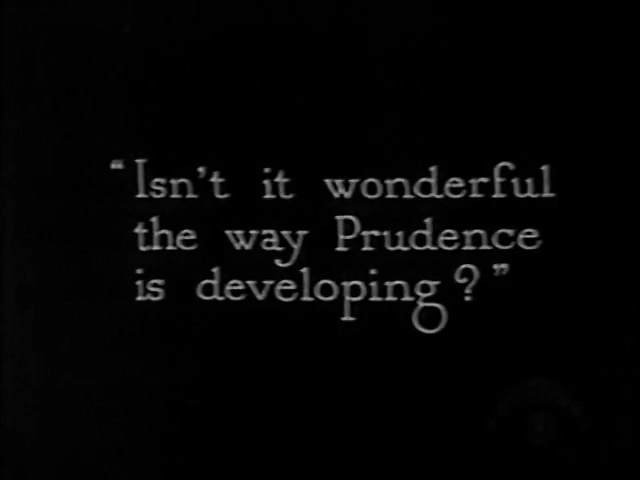 “Isn't it wonderful
the way Prudence
is developing?”